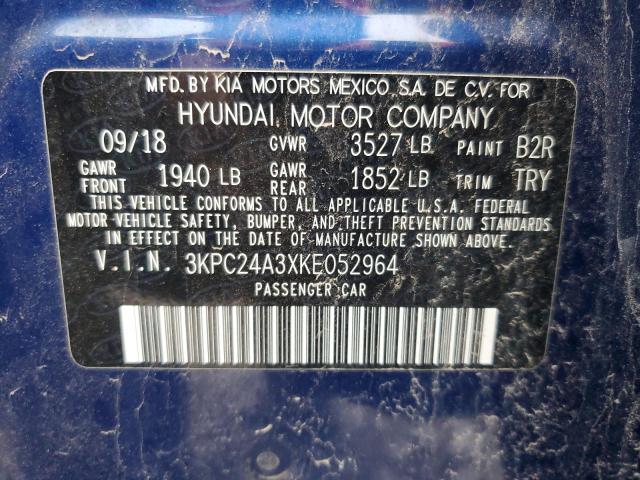 MFD. BY KIA MOTORS MEXICO, S.A. DE C.V. FOR
HYUNDAI MOTOR COMPANY
09/18 GVWR 3527 LB PAINT B2R
GAWR FRONT 1940 LB GAWR REAR 1852 LB TRIM TRY
THIS VEHICLE CONFORMS TO ALL APPLICABLE U.S.A. FEDERAL
MOTOR-VEHICLE SAFETY, BUMPER, AND THEFT PREVENTION STANDARDS
IN EFFECT ON THE DATE OF MANUFACTURE SHOWN ABOVE.
V.I.N. 3KPC24A3XKE052964
PASSENGER CAR